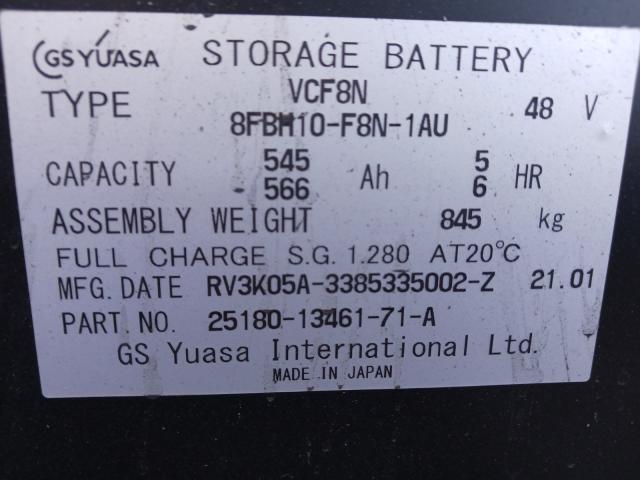 GS YUASA STORAGE BATTERY
TYPE VCF8N 48 V
8FBH10-F8N-1AU
CAPACITY 545 Ah 5 HR
566 6
ASSEMBLY WEIGHT 845 kg
FULL CHARGE S.G. 1.280 AT20°C
MFG.DATE RV3K05A-3385335002-Z 21.01
PART.NO. 25180-13461-71-A
GS Yuasa International Ltd.
MADE IN JAPAN